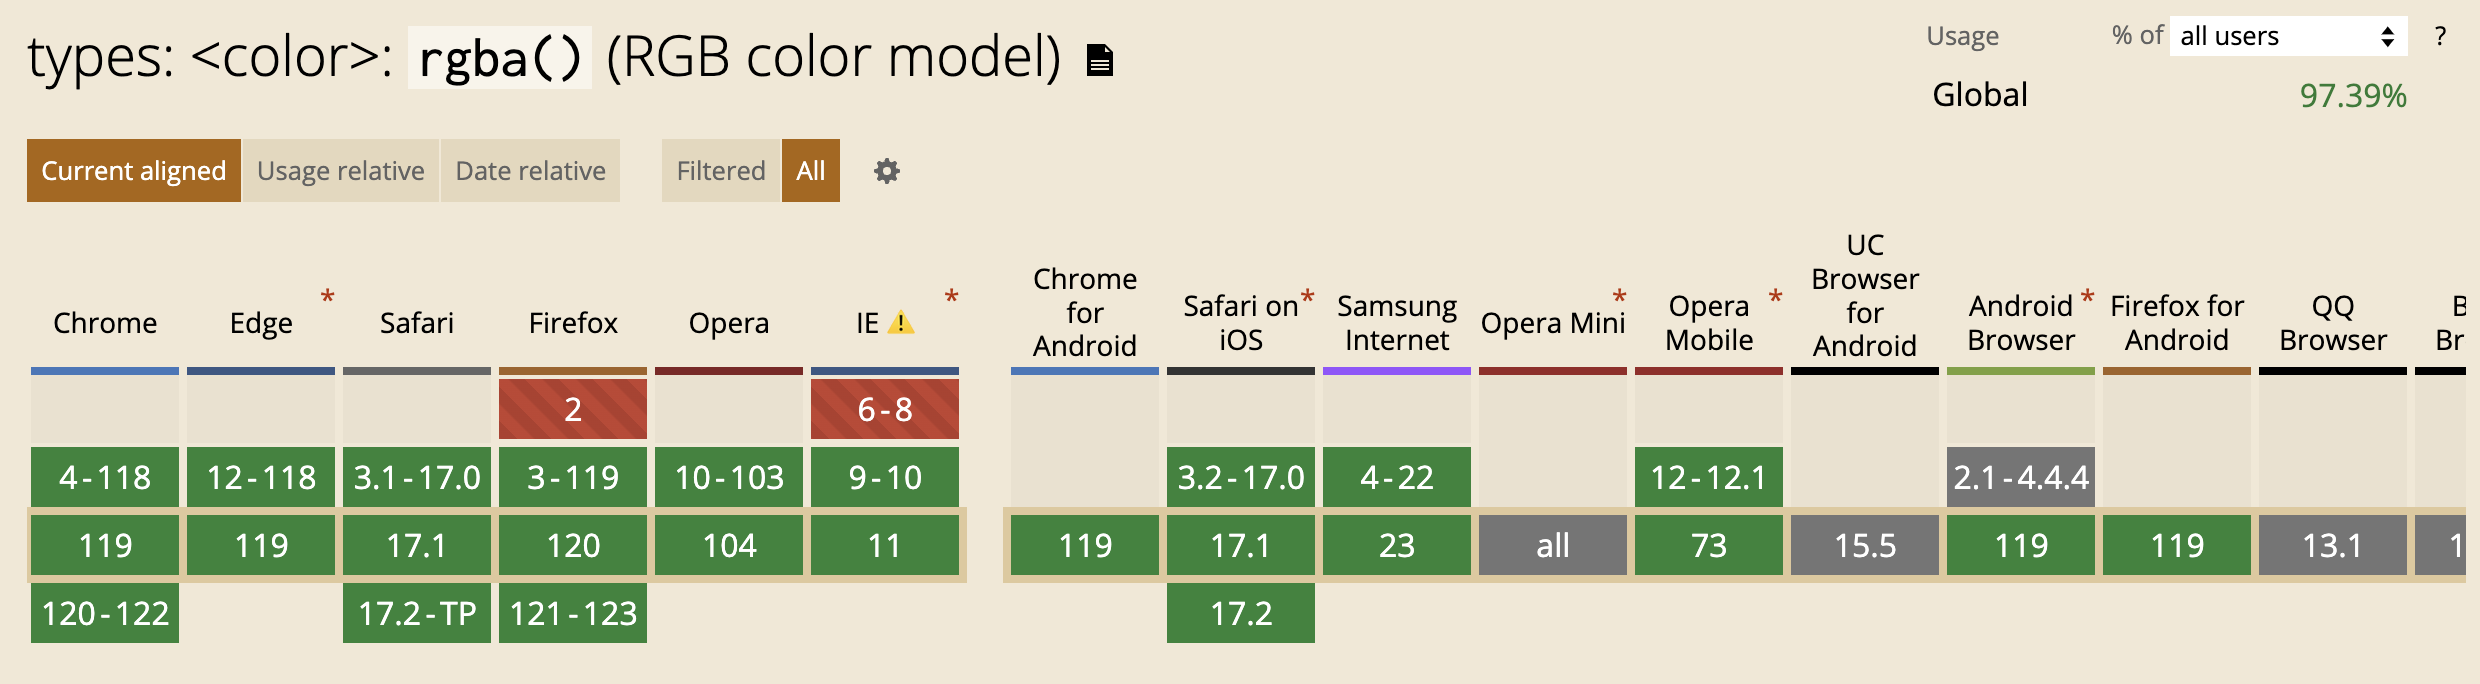 types: <color>: rgba() (RGB color model)
Usage % of all users ?
Global 97.39%
Current aligned Usage relative Date relative Filtered All
Chrome
Edge *
Safari
Firefox
Opera
IE *
Chrome for Android
Safari on iOS *
Samsung Internet
Opera Mini *
Opera Mobile *
UC Browser for Android
Android Browser *
Firefox for Android
QQ Browser
2 6-8
4-118 12-118 3.1-17.0 3-119 10-103 9-10 3.2-17.0 4-22 12-12.1 2.1-4.4.4
119 119 17.1 120 104 11 119 17.1 23 all 73 15.5 119 119 13.1
120-122 17.2-TP 121-123 17.2